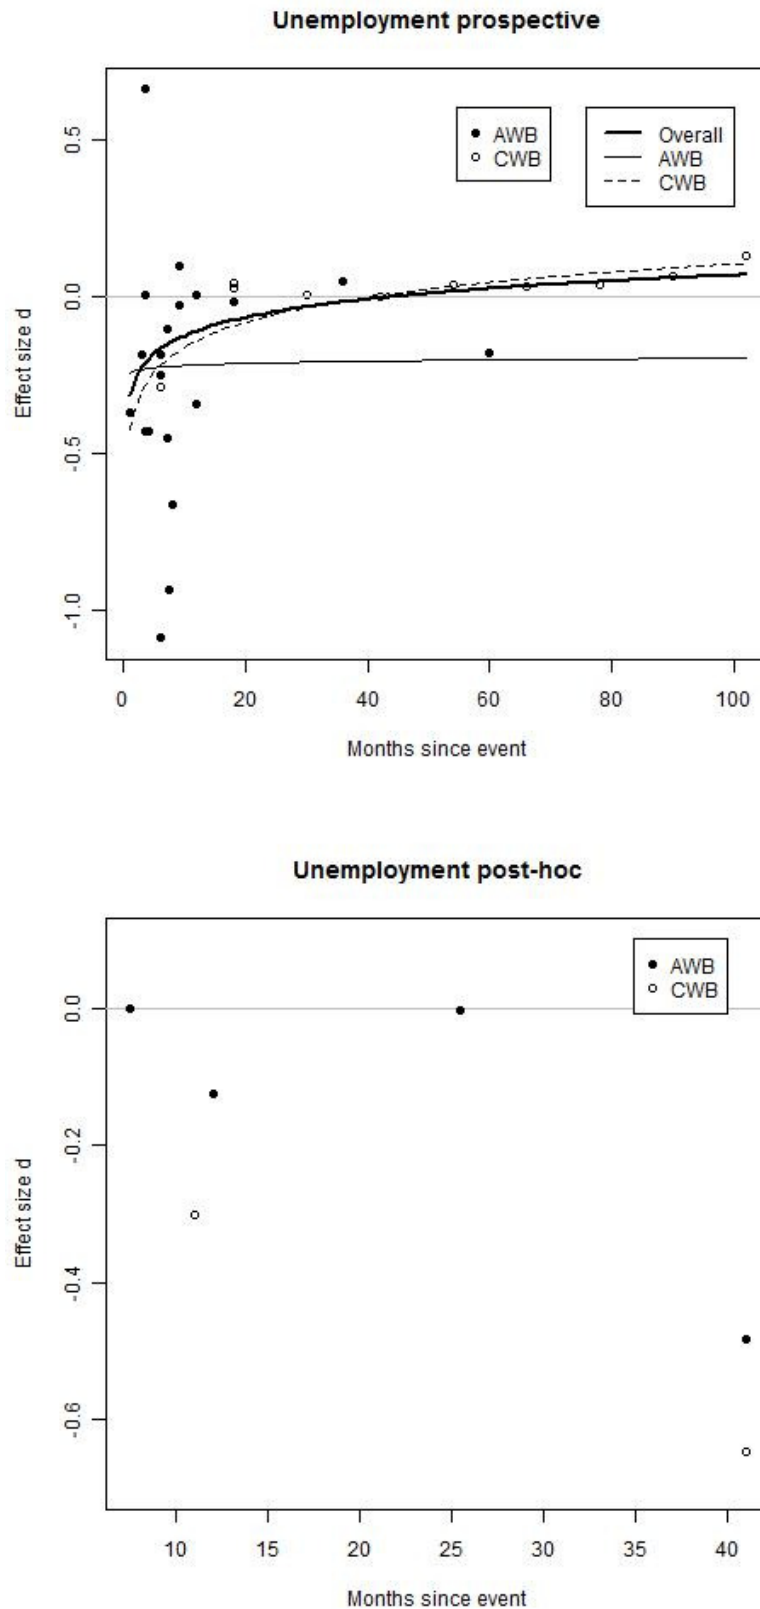 Unemployment prospective
AWB
CWB
Overall
AWB
CWB
Effect size d
0.5
0.0
-0.5
-1.0
0 20 40 60 80 100
Months since event
Unemployment post-hoc
AWB
CWB
Effect size d
0.0
-0.2
-0.4
-0.6
10 15 20 25 30 35 40
Months since event